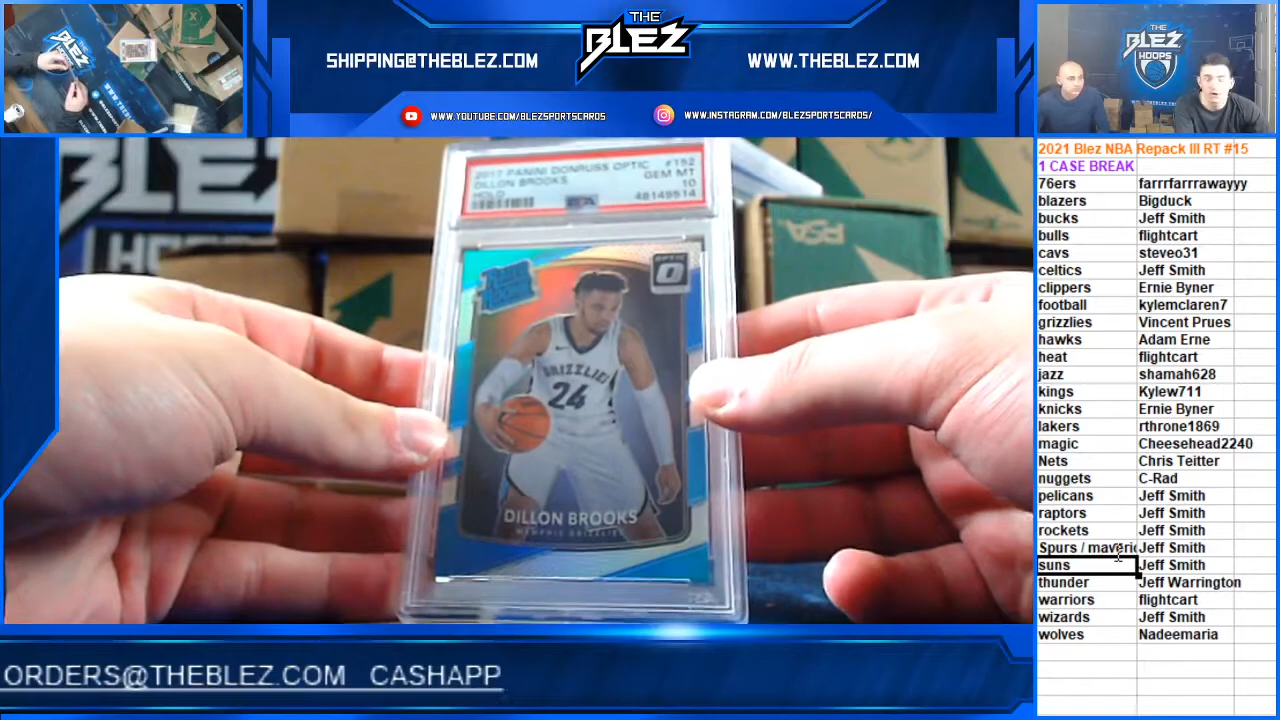 THE
BLEZ
SHIPPING@THEBLEZ.COM
WWW.THEBLEZ.COM
WWW.YOUTUBE.COM/BLEZSPORTSCARDS
WWW.INSTAGRAM.COM/BLEZSPORTSCARDS/
THE
BLEZ
HOOPS
2017 PANINI DONRUSS OPTIC #152
DILLON BROOKS GEM MT
HOLO 10
48149514
PSA
OPTIC
RATED
ROOKIE
GRIZZLIES
24
DILLON BROOKS
MEMPHIS GRIZZLIES
2021 Blez NBA Repack III RT #15
1 CASE BREAK
76ers farrrfarrrawayyy
blazers Bigduck
bucks Jeff Smith
bulls flightcart
cavs steveo31
celtics Jeff Smith
clippers Ernie Byner
football kylemclaren7
grizzlies Vincent Prues
hawks Adam Erne
heat flightcart
jazz shamah628
kings Kylew711
knicks Ernie Byner
lakers rthrone1869
magic Cheesehead2240
Nets Chris Teitter
nuggets C-Rad
pelicans Jeff Smith
raptors Jeff Smith
rockets Jeff Smith
Spurs / maveric Jeff Smith
suns Jeff Smith
thunder Jeff Warrington
warriors flightcart
wizards Jeff Smith
wolves Nadeemaria
ORDERS@THEBLEZ.COM CASHAPP